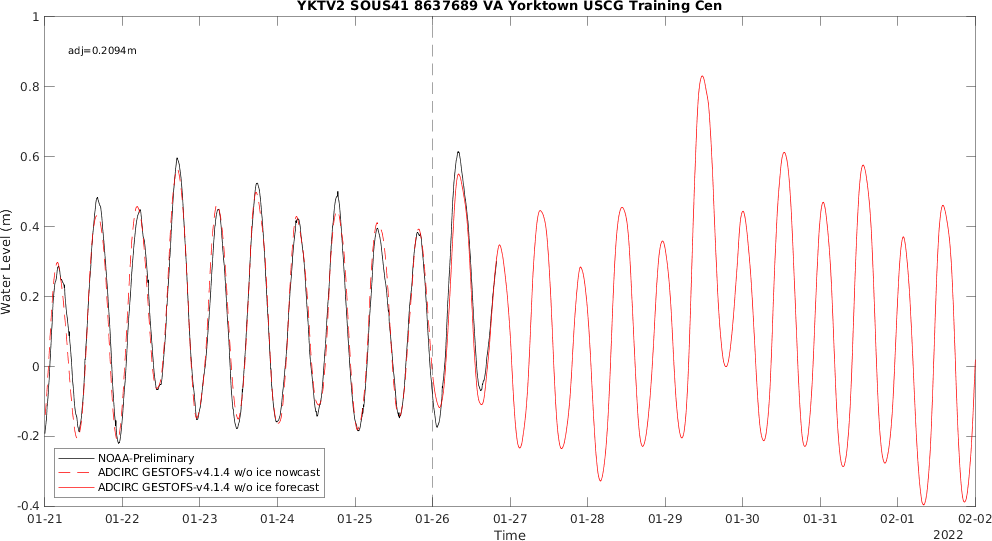 YKTV2 SOUS41 8637689 VA Yorktown USCG Training Cen
adj=0.2094m
1
0.8
0.6
0.4
0.2
0
-0.2
-0.4
Water Level (m)
NOAA-Preliminary
ADCIRC GESTOFS-v4.1.4 w/o ice nowcast
ADCIRC GESTOFS-v4.1.4 w/o ice forecast
01-21 01-22 01-23 01-24 01-25 01-26 01-27 01-28 01-29 01-30 01-31 02-01 02-02
Time
2022